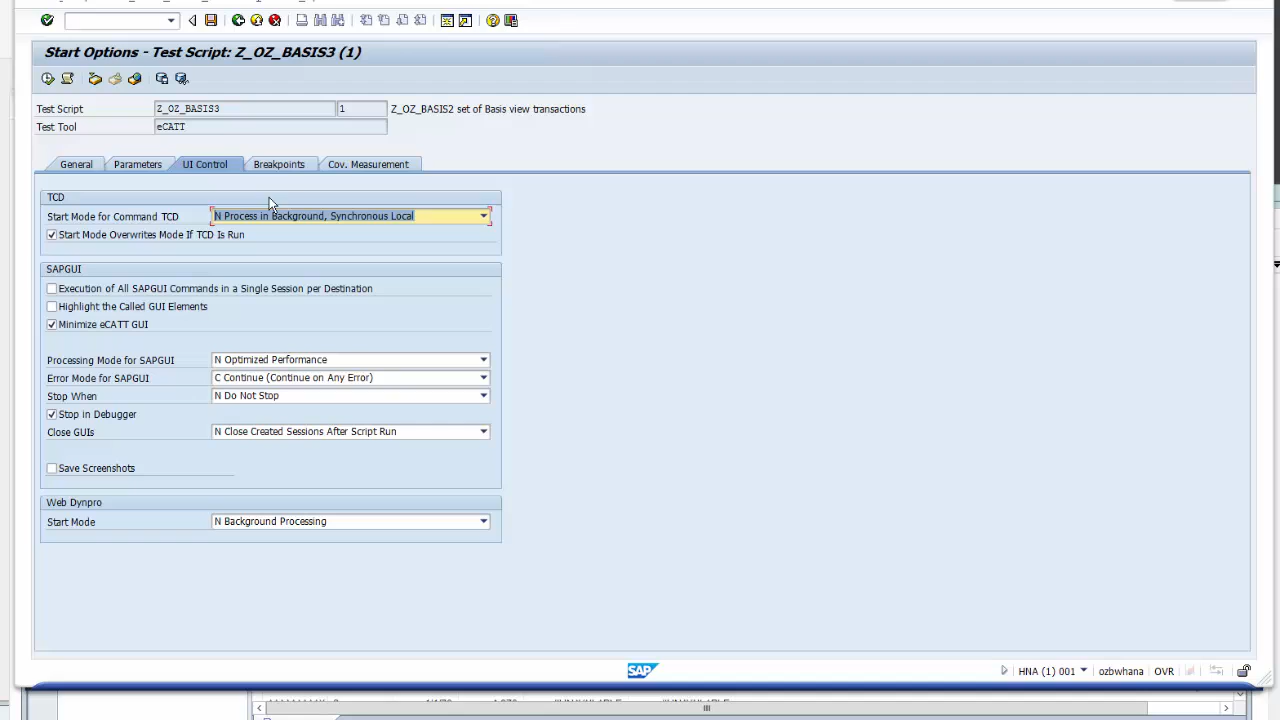 Start Options - Test Script: Z_OZ_BASIS3 (1)
Test Script Z_OZ_BASIS3 1 Z_OZ_BASIS2 set of Basis view transactions
Test Tool eCATT
General Parameters UI Control Breakpoints Cov. Measurement
TCD
Start Mode for Command TCD N Process in Background, Synchronous Local
Start Mode Overwrites Mode If TCD Is Run
SAPGUI
Execution of All SAPGUI Commands in a Single Session per Destination
Highlight the Called GUI Elements
Minimize eCATT GUI
Processing Mode for SAPGUI N Optimized Performance
Error Mode for SAPGUI C Continue (Continue on Any Error)
Stop When N Do Not Stop
Stop in Debugger
Close GUIs N Close Created Sessions After Script Run
Save Screenshots
Web Dynpro
Start Mode N Background Processing
SAP HNA (1) 001 ozbwhana OVR